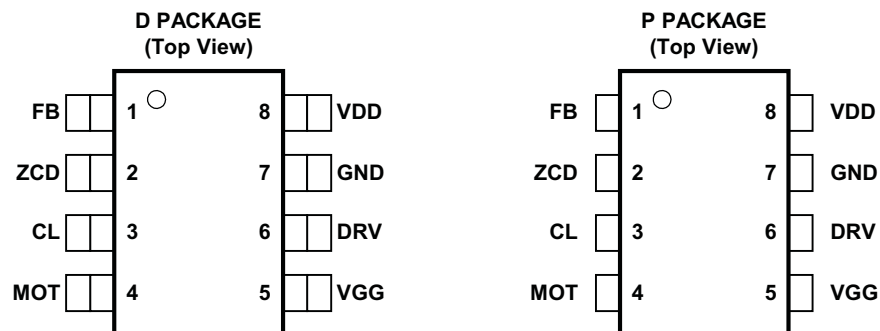 D PACKAGE
(Top View)
FB 1 8 VDD
ZCD 2 7 GND
CL 3 6 DRV
MOT 4 5 VGG
P PACKAGE
(Top View)
FB 1 8 VDD
ZCD 2 7 GND
CL 3 6 DRV
MOT 4 5 VGG